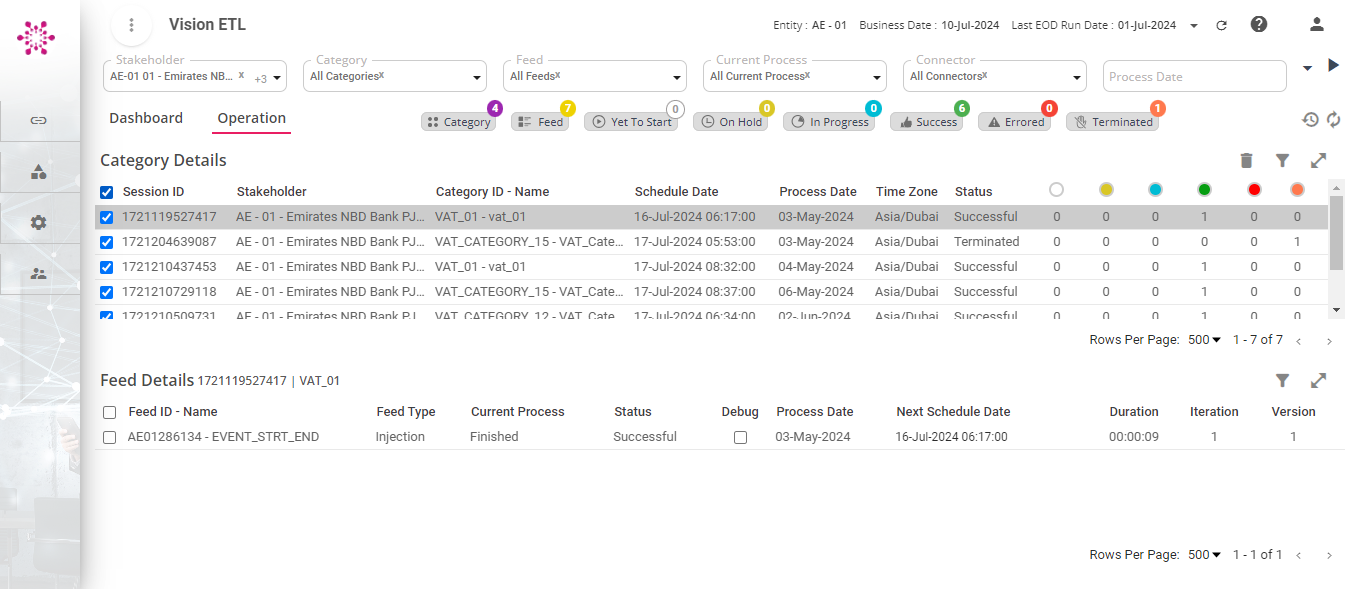 Vision ETL
Entity : AE - 01 Business Date : 10-Jul-2024 Last EOD Run Date : 01-Jul-2024
Stakeholder Category Feed Current Process Connector
AE-01 01 - Emirates NB... x +3 All Categories x All Feeds x All Current Process x All Connectors x Process Date
Dashboard Operation
4 7 0 0 0 6 0 1
Category Feed Yet To Start On Hold In Progress Success Errored Terminated
Category Details
Session ID Stakeholder Category ID - Name Schedule Date Process Date Time Zone Status
1721119527417 AE - 01 - Emirates NBD Bank PJ... VAT_01 - vat_01 16-Jul-2024 06:17:00 03-May-2024 Asia/Dubai Successful 0 0 0 1 0 0
1721204639087 AE - 01 - Emirates NBD Bank PJ... VAT_CATEGORY_15 - VAT_Cate... 17-Jul-2024 05:53:00 03-May-2024 Asia/Dubai Terminated 0 0 0 0 0 1
1721210437453 AE - 01 - Emirates NBD Bank PJ... VAT_01 - vat_01 17-Jul-2024 08:32:00 04-May-2024 Asia/Dubai Successful 0 0 0 1 0 0
1721210729118 AE - 01 - Emirates NBD Bank PJ... VAT_CATEGORY_15 - VAT_Cate... 17-Jul-2024 08:37:00 06-May-2024 Asia/Dubai Successful 0 0 0 1 0 0
1721210509731 AE - 01 - Emirates NBD Bank PJ... VAT_CATEGORY_12 - VAT_Cate... 17-Jul-2024 06:34:00 02-Jun-2024 Asia/Dubai Successful 0 0 0 1 0 0
Rows Per Page: 500 1 - 7 of 7
Feed Details 1721119527417 | VAT_01
Feed ID - Name Feed Type Current Process Status Debug Process Date Next Schedule Date Duration Iteration Version
AE01286134 - EVENT_STRT_END Injection Finished Successful 03-May-2024 16-Jul-2024 06:17:00 00:00:09 1 1
Rows Per Page: 500 1 - 1 of 1